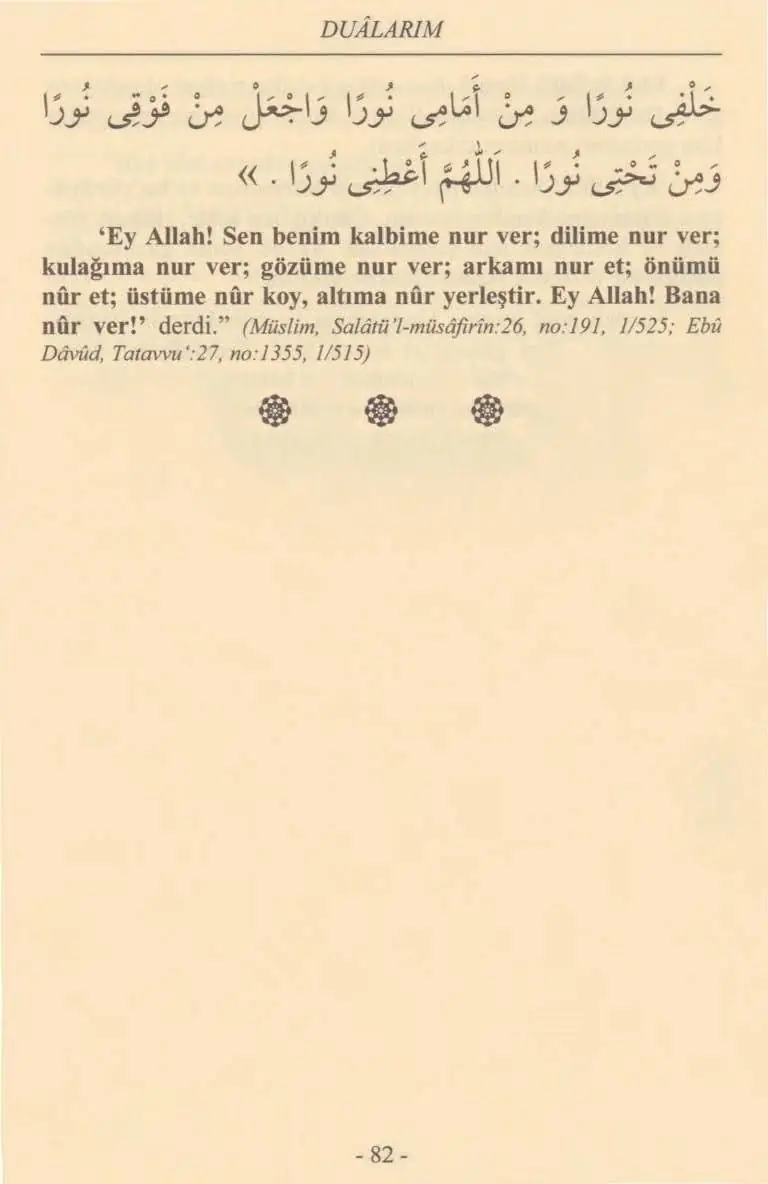 DUÂLARIM
خَلْفِى نُورًا وَ مِنْ أَمَامِى نُورًا وَاجْعَلْ مِنْ فَوْقِى نُورًا
وَمِنْ تَحْتِى نُورًا . اَللّٰهُمَّ أَعْطِنِى نُورًا . »
‘Ey Allah! Sen benim kalbime nur ver; dilime nur ver;
kulağıma nur ver; gözüme nur ver; arkamı nur et; önümü
nûr et; üstüme nûr koy, altıma nûr yerleştir. Ey Allah! Bana
nûr ver!’ derdi.” (Müslim, Salâtü’l-müsâfirîn:26, no:191, 1/525; Ebû
Dâvûd, Tatavvu‘:27, no:1355, 1/515)
- 82 -